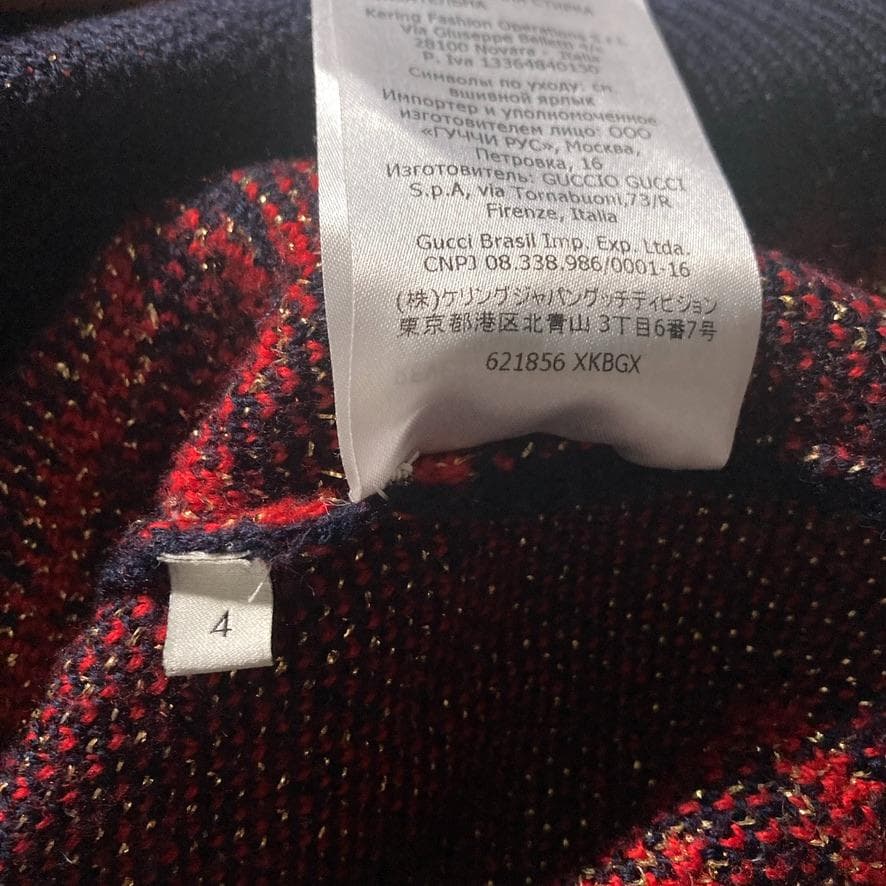 СТИРКА
Kering Fashion Operations S.r.l.
Via Giuseppe
28100 Novara - Italia
P. Iva 13364840150
Символы по уходу: см.
вшивной ярлык
Импортер и уполномоченное
изготовителем лицо: ООО
«ГУЧЧИ РУС», Москва,
Петровка, 16
Изготовитель: GUCCIO GUCCI
S.p.A, via Tornabuoni,73/R
Firenze, Italia
Gucci Brasil Imp. Exp. Ltda.
CNPJ 08.338.986/0001-16
(株)ケリングジャパングッチディビジョン
東京都港区北青山 3丁目6番7号
621856 XKBGX
4